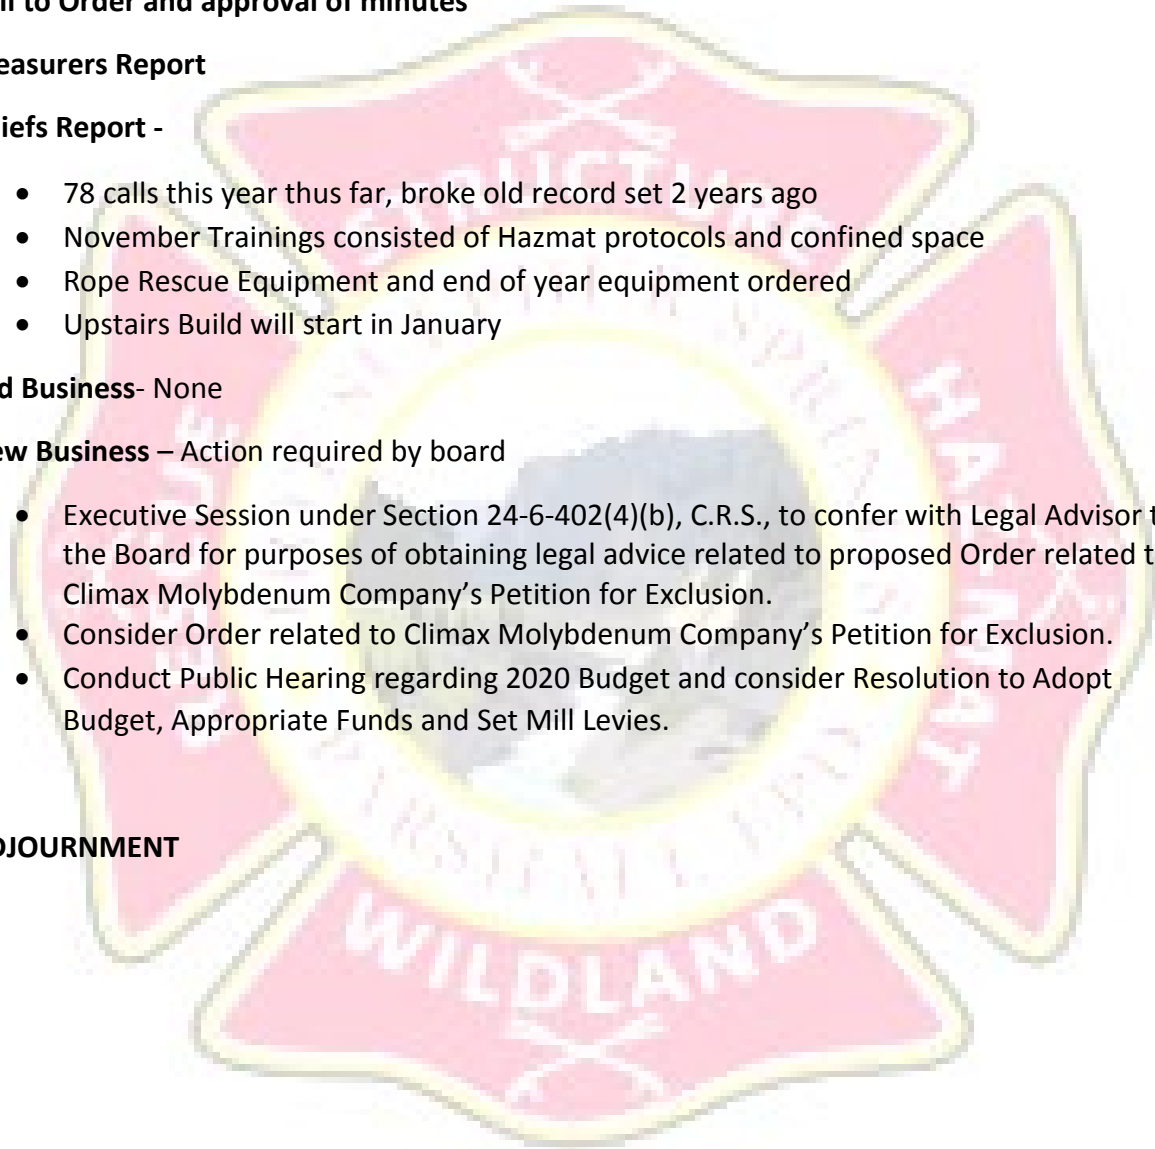 ll to Order and approval of minutes
easurers Report
iefs Report -
• 78 calls this year thus far, broke old record set 2 years ago
• November Trainings consisted of Hazmat protocols and confined space
• Rope Rescue Equipment and end of year equipment ordered
• Upstairs Build will start in January
d Business- None
ew Business – Action required by board
• Executive Session under Section 24-6-402(4)(b), C.R.S., to confer with Legal Advisor t
the Board for purposes of obtaining legal advice related to proposed Order related t
Climax Molybdenum Company’s Petition for Exclusion.
• Consider Order related to Climax Molybdenum Company’s Petition for Exclusion.
• Conduct Public Hearing regarding 2020 Budget and consider Resolution to Adopt
Budget, Appropriate Funds and Set Mill Levies.
DJOURNMENT
STRUCTURE
RESCUE
HAZ-MAT
WILDLAND